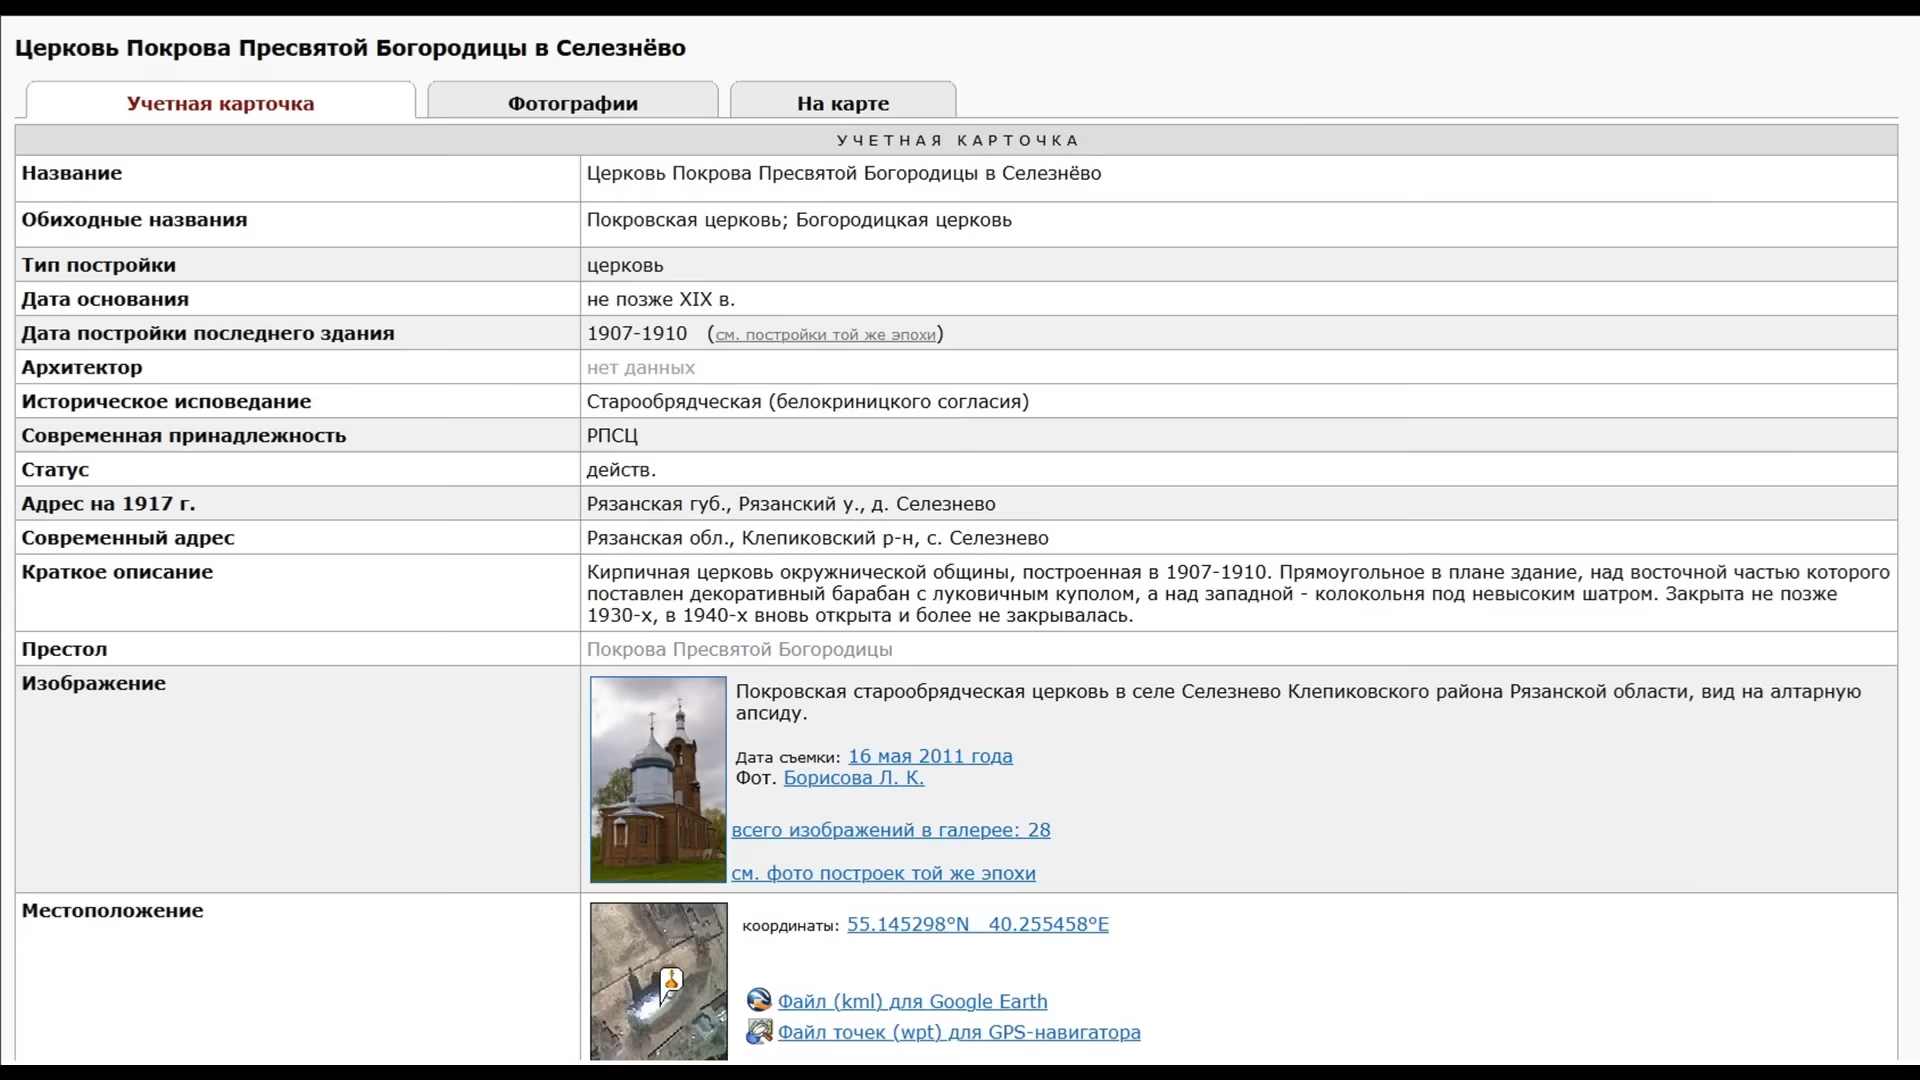 Церковь Покрова Пресвятой Богородицы в Селезнёво
Учетная карточка
Фотографии
На карте
УЧЕТНАЯ КАРТОЧКА
Название
Церковь Покрова Пресвятой Богородицы в Селезнёво
Обиходные названия
Покровская церковь; Богородицкая церковь
Тип постройки
церковь
Дата основания
не позже XIX в.
Дата постройки последнего здания
1907-1910 (см. постройки той же эпохи)
Архитектор
нет данных
Историческое исповедание
Старообрядческая (белокриницкого согласия)
Современная принадлежность
РПСЦ
Статус
действ.
Адрес на 1917 г.
Рязанская губ., Рязанский у., д. Селезнево
Современный адрес
Рязанская обл., Клепиковский р-н, с. Селезнево
Краткое описание
Кирпичная церковь окружнической общины, построенная в 1907-1910. Прямоугольное в плане здание, над восточной частью которого
поставлен декоративный барабан с луковичным куполом, а над западной - колокольня под невысоким шатром. Закрыта не позже
1930-х, в 1940-х вновь открыта и более не закрывалась.
Престол
Покрова Пресвятой Богородицы
Изображение
Покровская старообрядческая церковь в селе Селезнево Клепиковского района Рязанской области, вид на алтарную
апсиду.
Дата съемки: 16 мая 2011 года
Фот. Борисова Л. К.
всего изображений в галерее: 28
см. фото построек той же эпохи
Местоположение
координаты: 55.145298°N 40.255458°E
Файл (kml) для Google Earth
Файл точек (wpt) для GPS-навигатора